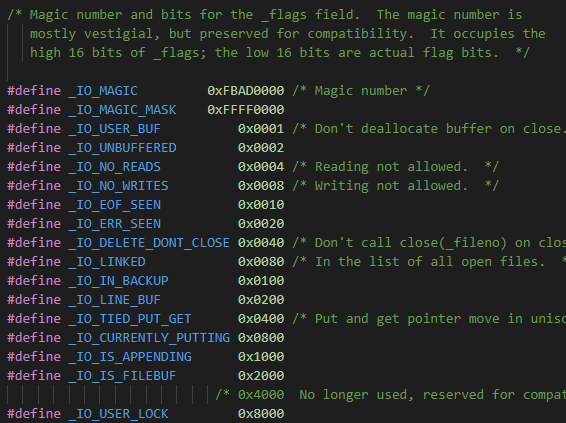 /* Magic number and bits for the _flags field.  The magic number is
mostly vestigial, but preserved for compatibility.  It occupies the
high 16 bits of _flags; the low 16 bits are actual flag bits.  */
#define _IO_MAGIC         0xFBAD0000 /* Magic number */
#define _IO_MAGIC_MASK    0xFFFF0000
#define _IO_USER_BUF          0x0001 /* Don't deallocate buffer on close.
#define _IO_UNBUFFERED        0x0002
#define _IO_NO_READS          0x0004 /* Reading not allowed.  */
#define _IO_NO_WRITES         0x0008 /* Writing not allowed.  */
#define _IO_EOF_SEEN          0x0010
#define _IO_ERR_SEEN          0x0020
#define _IO_DELETE_DONT_CLOSE 0x0040 /* Don't call close(_fileno) on clos
#define _IO_LINKED            0x0080 /* In the list of all open files.  *
#define _IO_IN_BACKUP         0x0100
#define _IO_LINE_BUF          0x0200
#define _IO_TIED_PUT_GET      0x0400 /* Put and get pointer move in uniso
#define _IO_CURRENTLY_PUTTING 0x0800
#define _IO_IS_APPENDING      0x1000
#define _IO_IS_FILEBUF        0x2000
/* 0x4000  No longer used, reserved for compat
#define _IO_USER_LOCK         0x8000